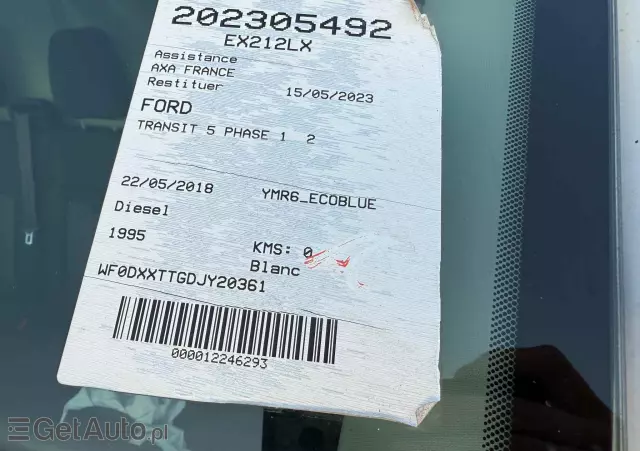 202305492
EX212LX
Assistance
AXA FRANCE
Restituer 15/05/2023
FORD
TRANSIT 5 PHASE 1 2
22/05/2018 YMR6_ECOBLUE
Diesel
1995 KMS: 0
Blanc
WF0DXXTTGDJY20361
000012246293
GetAuto.pl